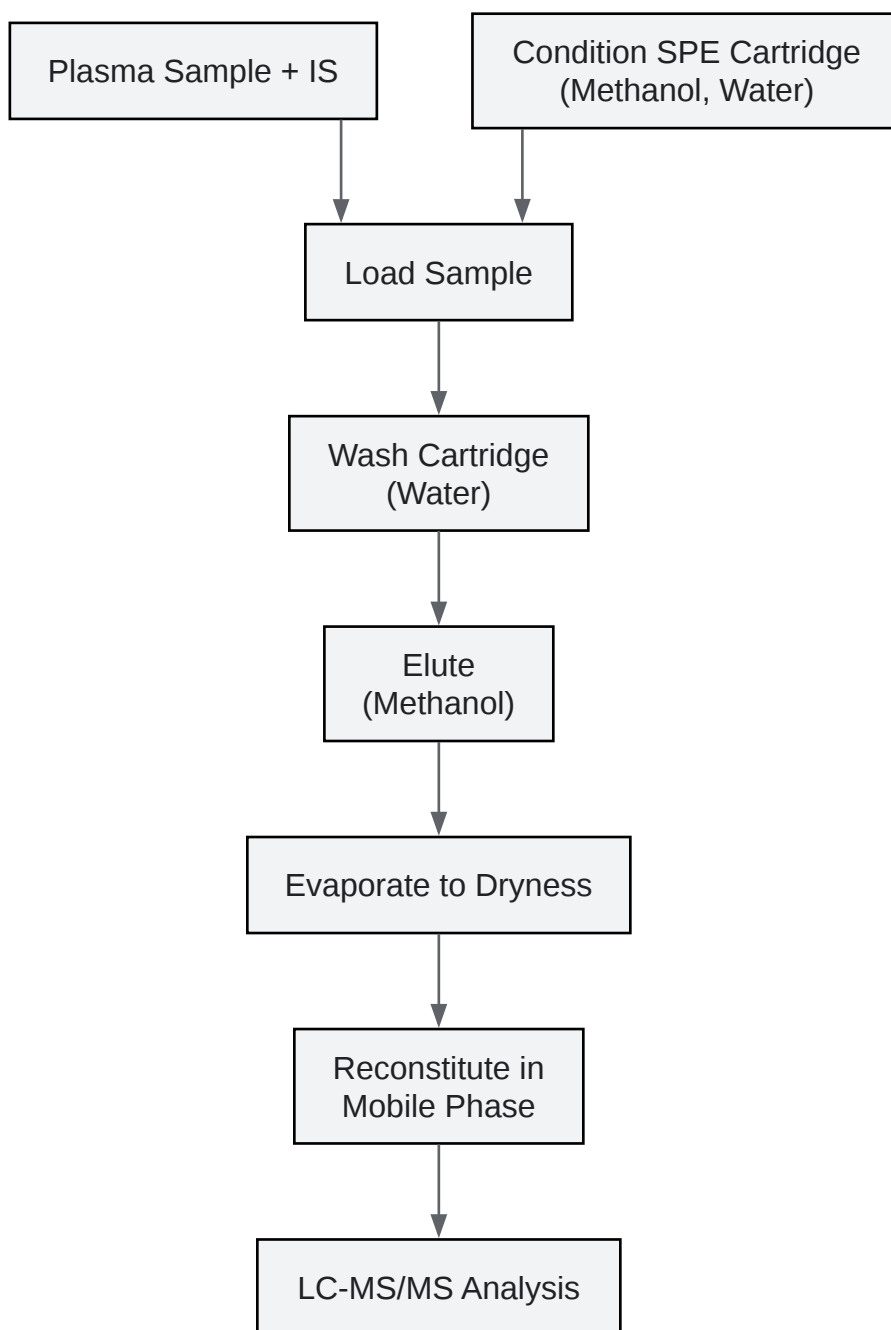 Plasma Sample + IS
Condition SPE Cartridge
(Methanol, Water)
Load Sample
Wash Cartridge
(Water)
Elute
(Methanol)
Evaporate to Dryness
Reconstitute in
Mobile Phase
LC-MS/MS Analysis